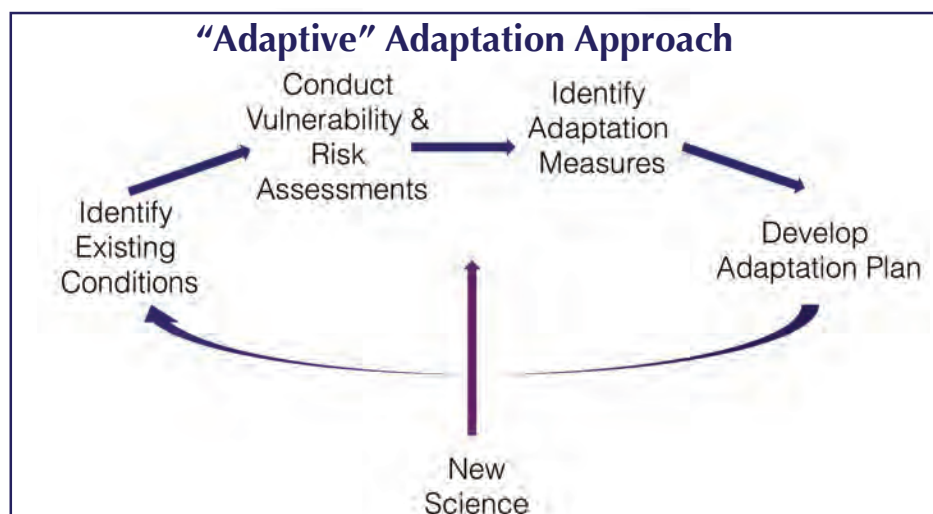 “Adaptive” Adaptation Approach
Conduct
Vulnerability &
Risk
Assessments
Identify
Adaptation
Measures
Identify
Existing
Conditions
Develop
Adaptation Plan
New
Science